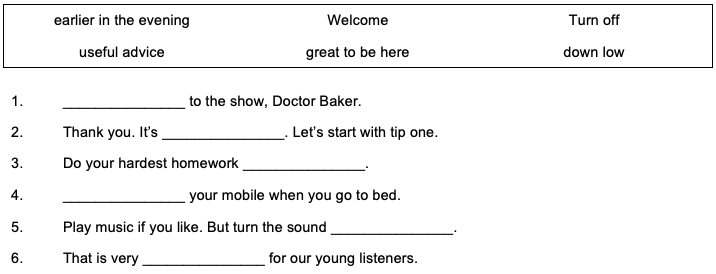 earlier in the evening Welcome Turn off
useful advice great to be here down low
1. _______________ to the show, Doctor Baker.
2. Thank you. It's _______________. Let's start with tip one.
3. Do your hardest homework _______________.
4. _______________ your mobile when you go to bed.
5. Play music if you like. But turn the sound _______________.
6. That is very _______________ for our young listeners.